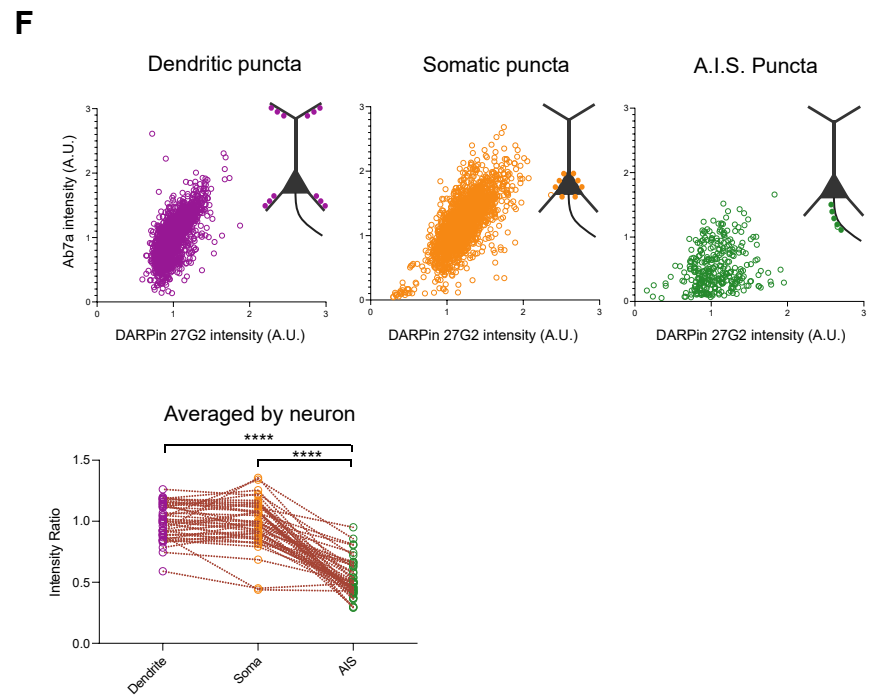 F
Dendritic puncta
Somatic puncta
A.I.S. Puncta
Ab7a intensity (A.U.)
3
2
1
0
0
1
2
3
DARPin 27G2 intensity (A.U.)
3
2
1
0
0
1
2
3
DARPin 27G2 intensity (A.U.)
3
2
1
0
0
1
2
3
DARPin 27G2 intensity (A.U.)
Averaged by neuron
****
****
Intensity Ratio
1.5
1.0
0.5
0.0
Dendrite
Soma
AIS